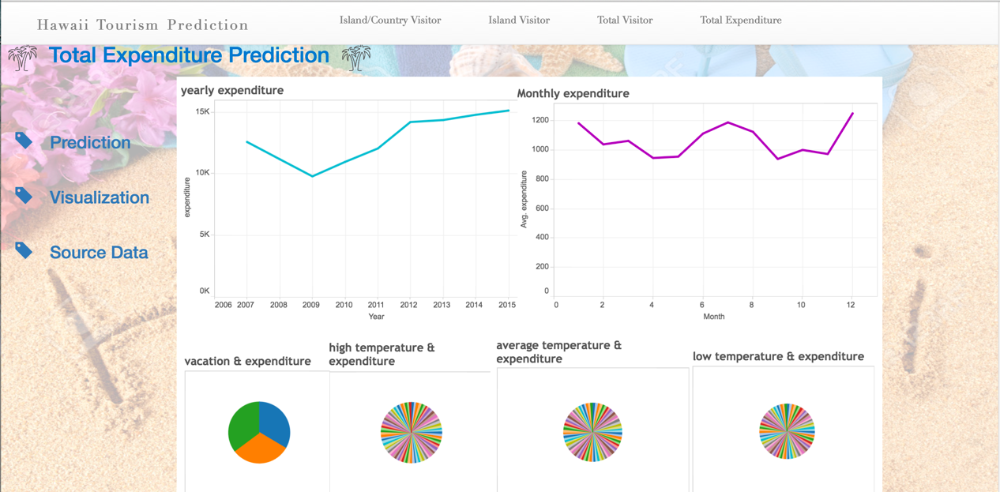 Hawaii Tourism Prediction
Island/Country Visitor
Island Visitor
Total Visitor
Total Expenditure
Total Expenditure Prediction
Prediction
Visualization
Source Data
yearly expenditure
15K
10K
5K
0K
expenditure
2006 2007 2008 2009 2010 2011 2012 2013 2014 2015
Year
Monthly expenditure
1200
1000
800
600
400
200
0
Avg. expenditure
0 2 4 6 8 10 12
Month
vacation & expenditure
high temperature &
expenditure
average temperature &
expenditure
low temperature & expenditure